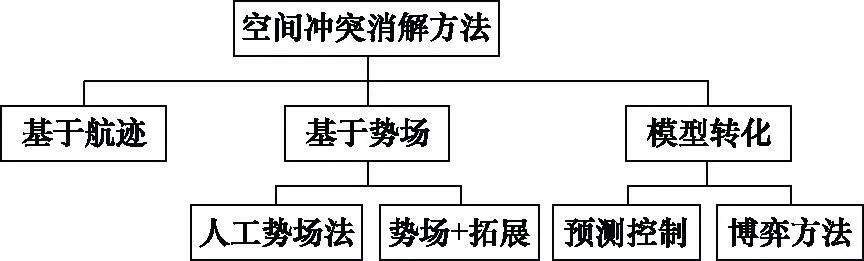 空间冲突消解方法
基于航迹
基于势场
模型转化
人工势场法
势场+拓展
预测控制
博弈方法